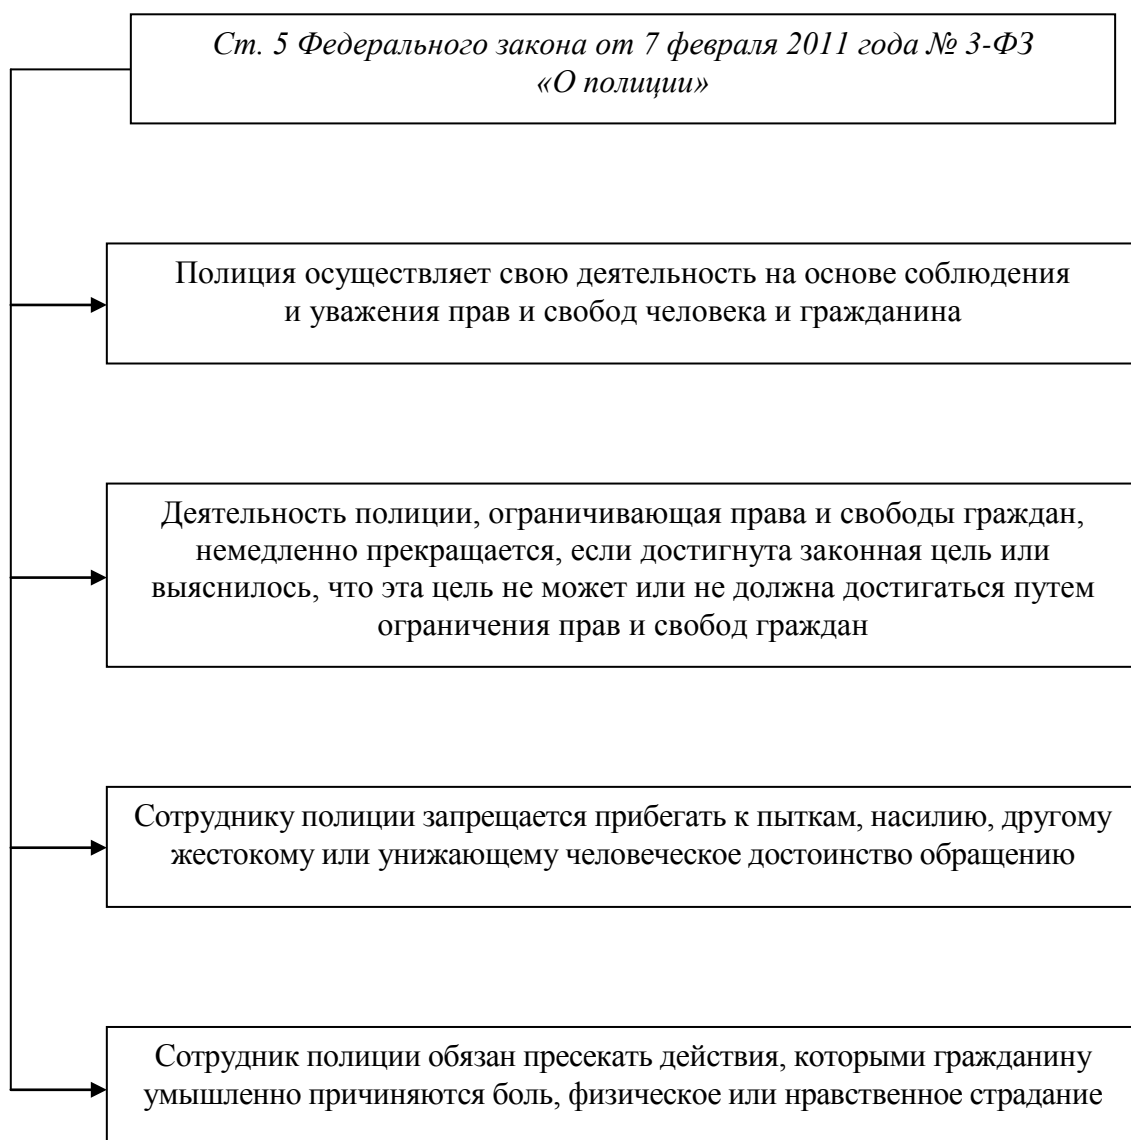 Ст. 5 Федерального закона от 7 февраля 2011 года № 3-ФЗ
«О полиции»
Полиция осуществляет свою деятельность на основе соблюдения
и уважения прав и свобод человека и гражданина
Деятельность полиции, ограничивающая права и свободы граждан,
немедленно прекращается, если достигнута законная цель или
выяснилось, что эта цель не может или не должна достигаться путем
ограничения прав и свобод граждан
Сотруднику полиции запрещается прибегать к пыткам, насилию, другому
жестокому или унижающему человеческое достоинство обращению
Сотрудник полиции обязан пресекать действия, которыми гражданину
умышленно причиняются боль, физическое или нравственное страдание